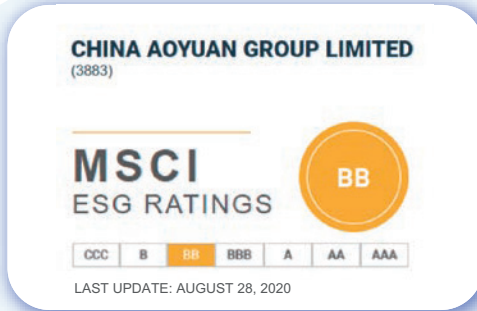 CHINA AOYUAN GROUP LIMITED
(3883)
MSCI
ESG RATINGS
BB
CCC B BB BBB A AA AAA
LAST UPDATE: AUGUST 28, 2020